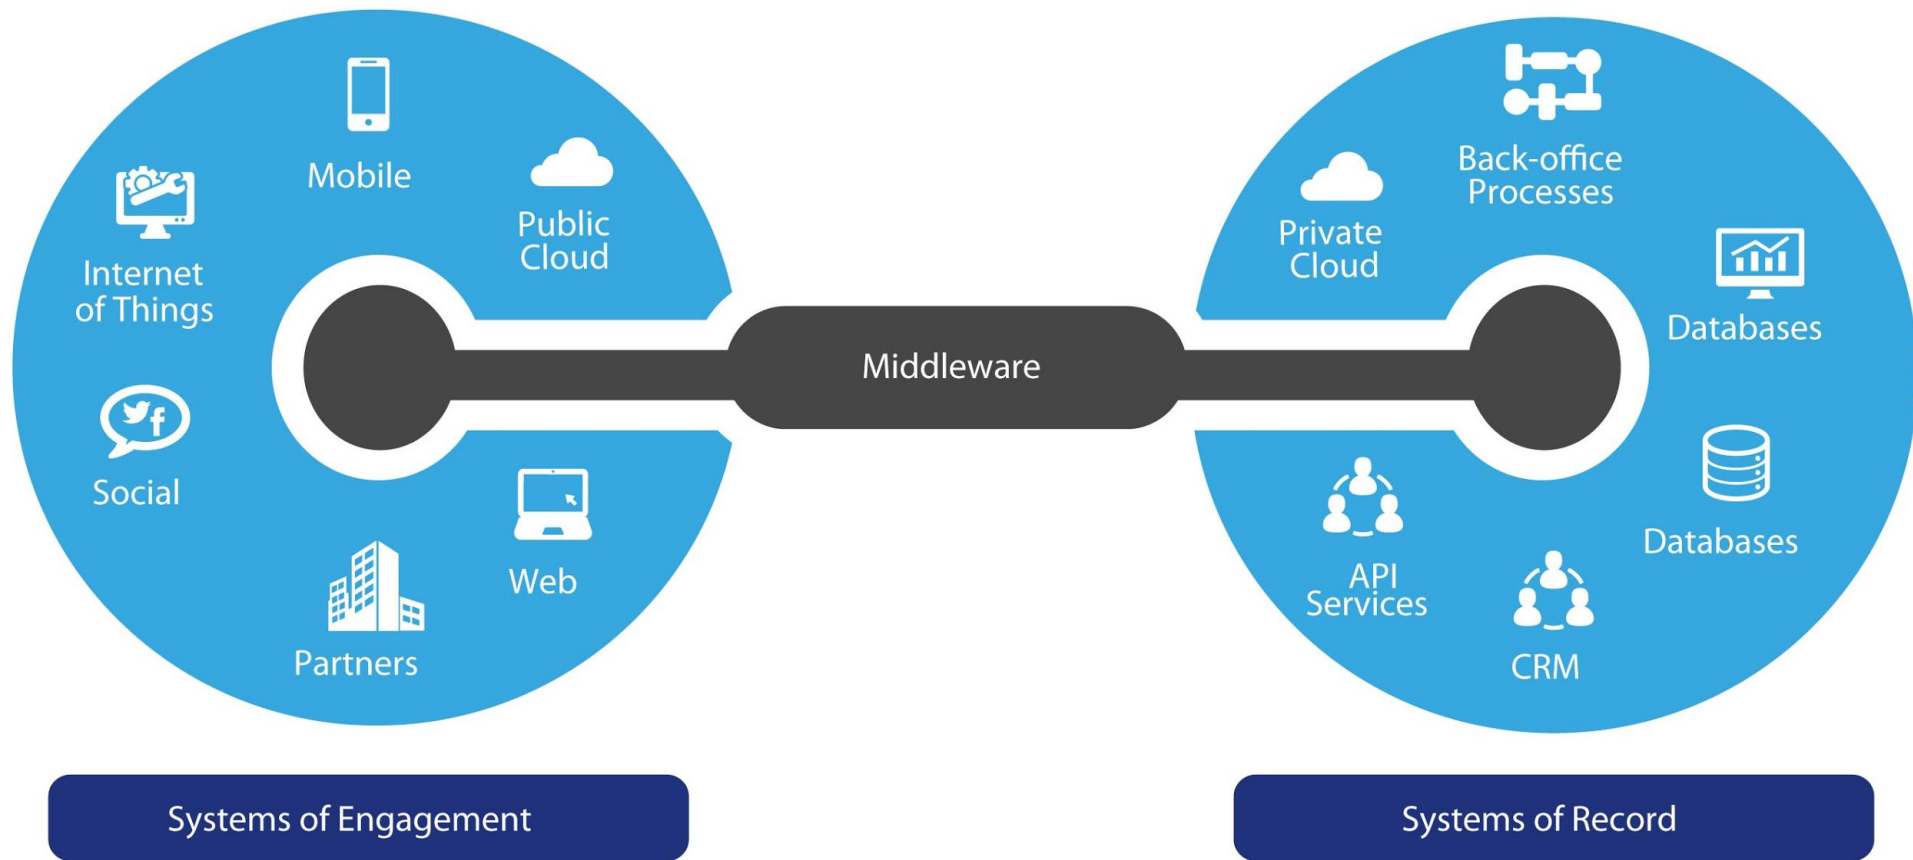 Mobile
Public
Cloud
Internet
of Things
Social
Web
Partners
Middleware
Back-office
Processes
Private
Cloud
Databases
Databases
API
Services
CRM
Systems of Engagement
Systems of Record